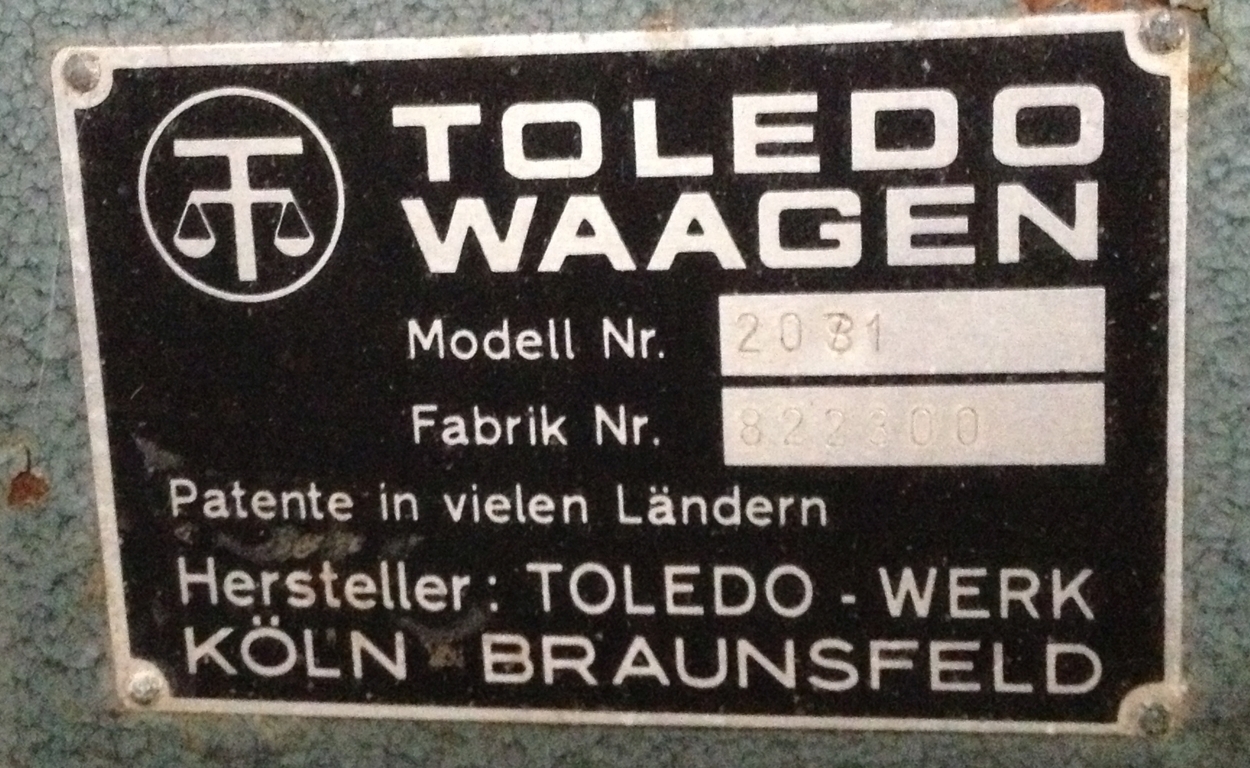 TOLEDO
WAAGEN
Modell Nr.
Fabrik Nr. 822300
Patente in vielen Ländern
Hersteller: TOLEDO - WERK
KÖLN BRAUNSFELD